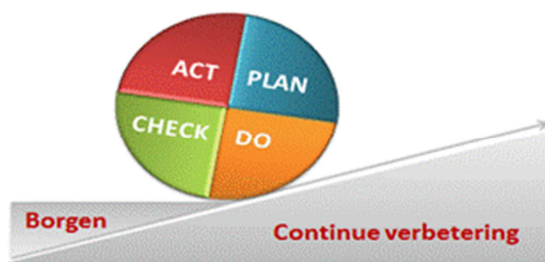 ACT
PLAN
CHECK
DO
Borgen
Continue verbetering